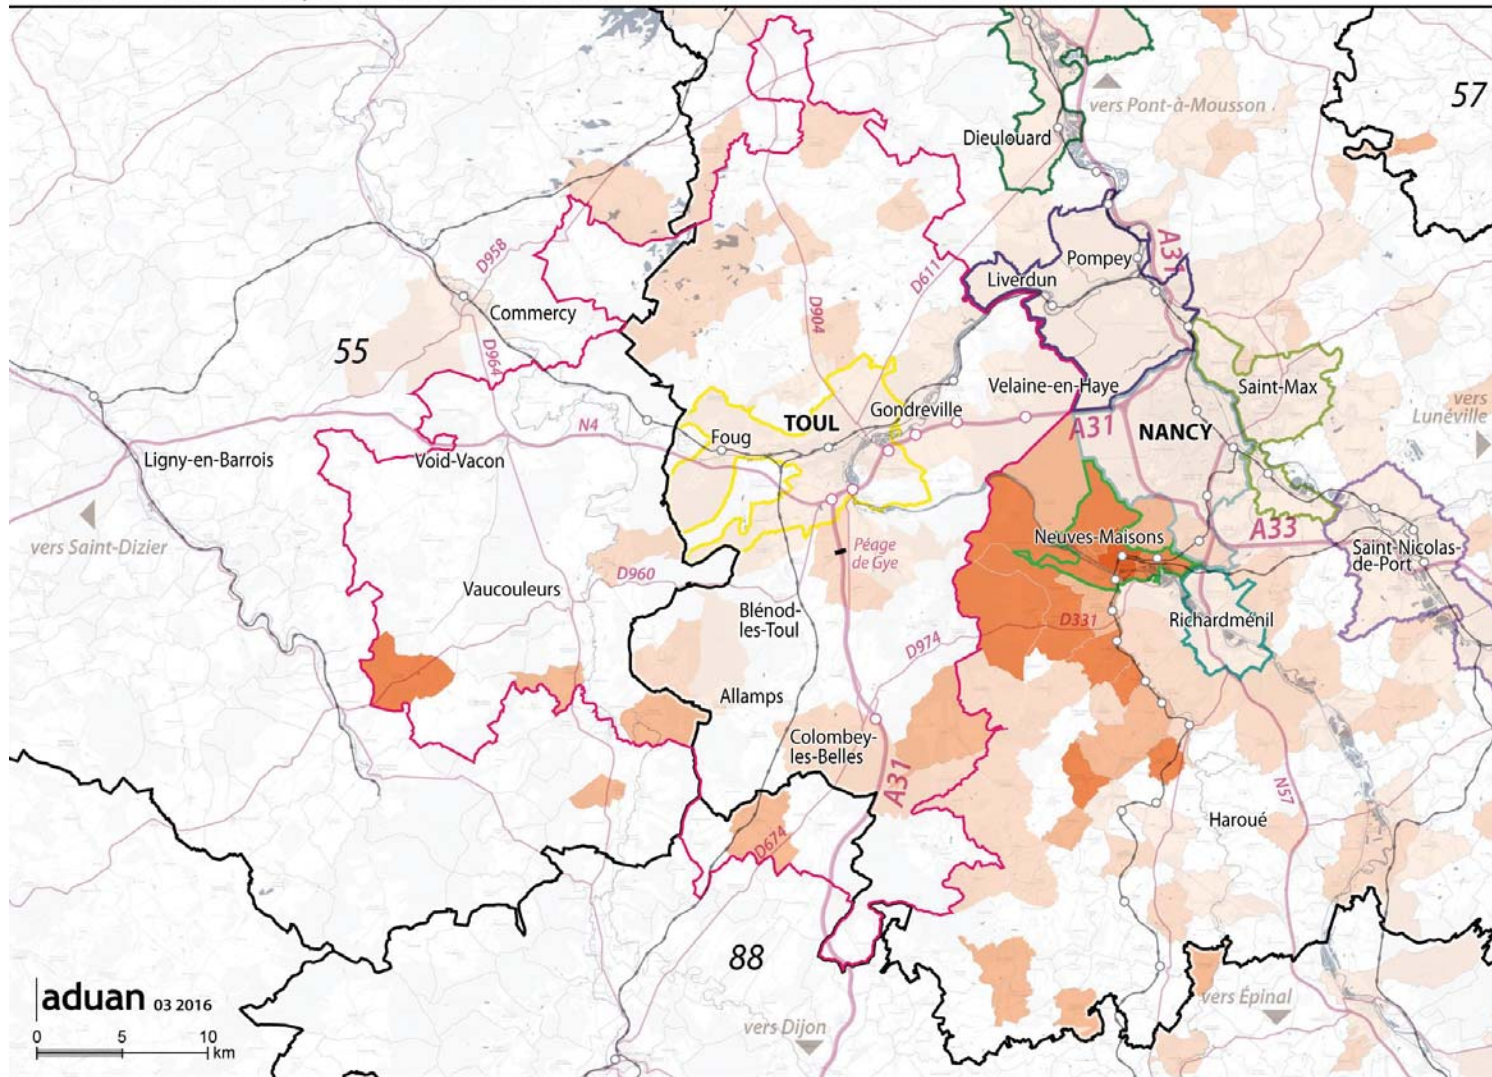 57
vers Pont-à-Mousson
Dieulouard
D958
A31
Pompey
D611
Liverdun
Commercy
D904
55
D964
Velaine-en-Haye
Saint-Max
vers
Lunéville
Gondreville
TOUL
N4
A31
NANCY
Foug
Ligny-en-Barrois
Void-Vacon
A33
Neuves-Maisons
vers Saint-Dizier
Péage
de Gye
Saint-Nicolas-
de-Port
D960
Vaucouleurs
Blénod-
les-Toul
D331
Richardménil
D974
Allamps
Colombey-
les-Belles
A31
N57
Haroué
D674
88
aduan 03 2016
vers Épinal
vers Dijon
0 5 10
km